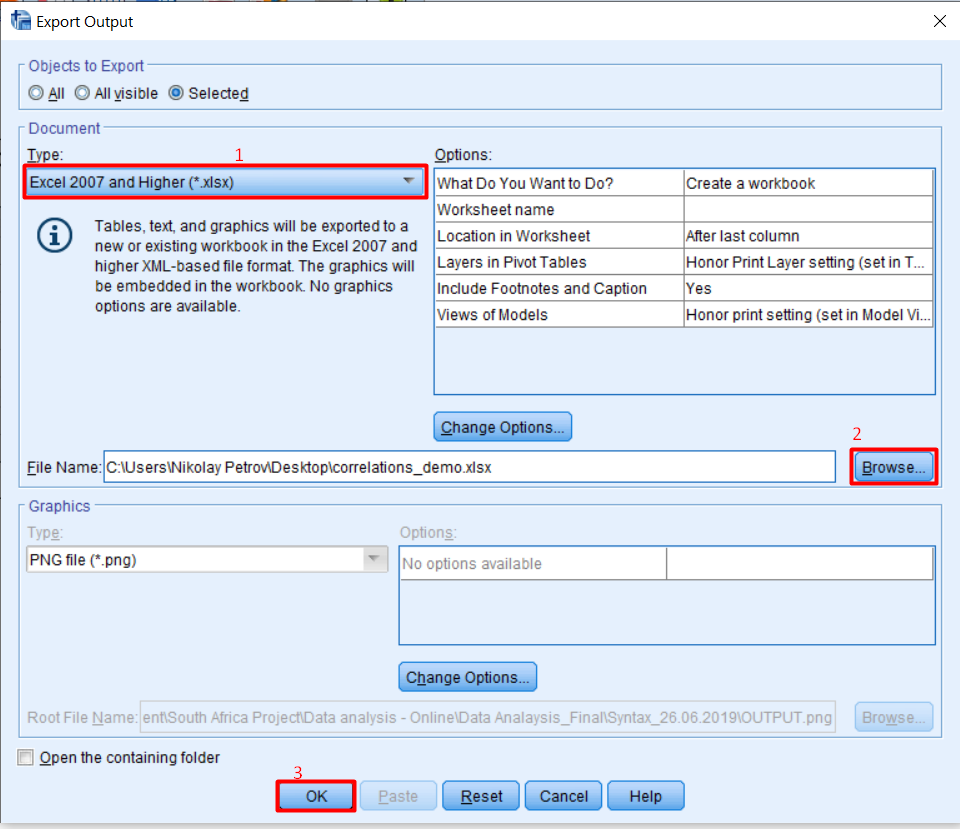 Export Output
Objects to Export
All All visible Selected
Document
Type:
1
Excel 2007 and Higher (*.xlsx)
Tables, text, and graphics will be exported to a
new or existing workbook in the Excel 2007 and
higher XML-based file format. The graphics will
be embedded in the workbook. No graphics
options are available.
Options:
What Do You Want to Do? Create a workbook
Worksheet name
Location in Worksheet After last column
Layers in Pivot Tables Honor Print Layer setting (set in T...
Include Footnotes and Caption Yes
Views of Models Honor print setting (set in Model Vi...
Change Options...
2
File Name: C:\Users\Nikolay Petrov\Desktop\correlations_demo.xlsx Browse...
Graphics
Type:
PNG file (*.png)
Options:
No options available
Change Options...
Root File Name: ent\South Africa Project\Data analysis - Online\Data Analaysis_Final\Syntax_26.06.2019\OUTPUT.png Browse...
Open the containing folder
3
OK Paste Reset Cancel Help